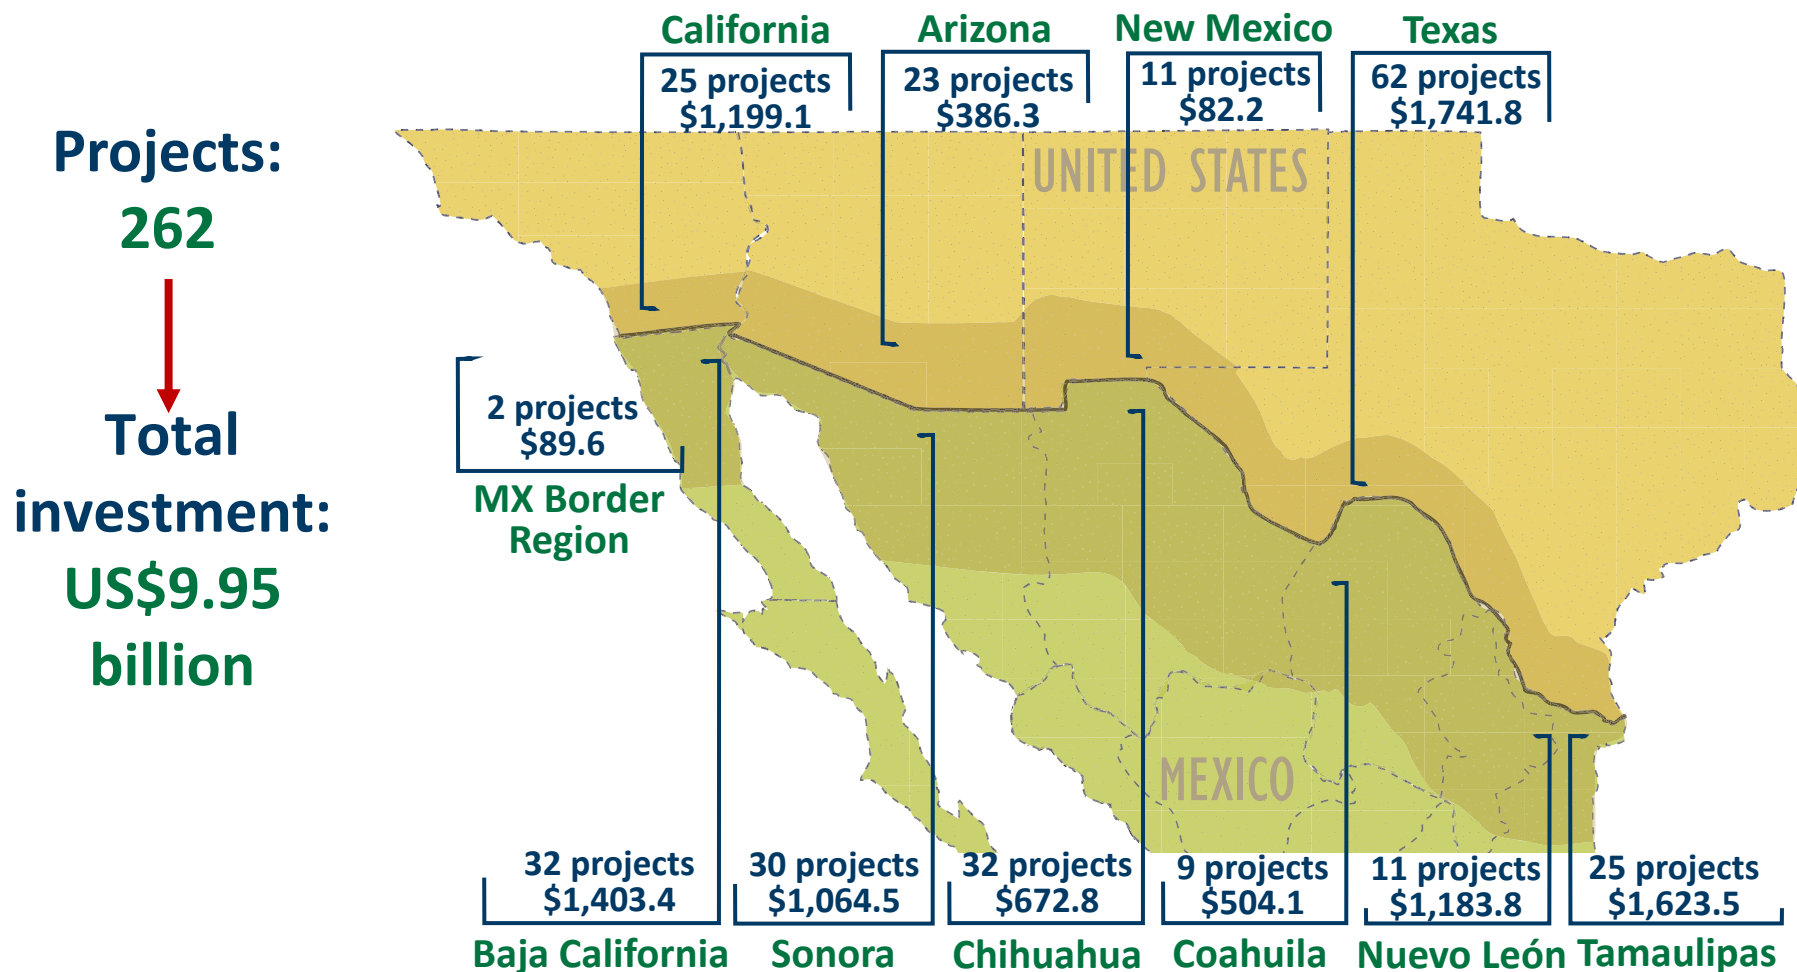 Projects:
262
Total
investment:
US$9.95
billion
California
25 projects
$1,199.1
Arizona
23 projects
$386.3
New Mexico
11 projects
$82.2
Texas
62 projects
$1,741.8
UNITED STATES
2 projects
$89.6
MX Border
Region
MEXICO
32 projects
$1,403.4
Baja California
30 projects
$1,064.5
Sonora
32 projects
$672.8
Chihuahua
9 projects
$504.1
Coahuila
11 projects
$1,183.8
Nuevo León
25 projects
$1,623.5
Tamaulipas